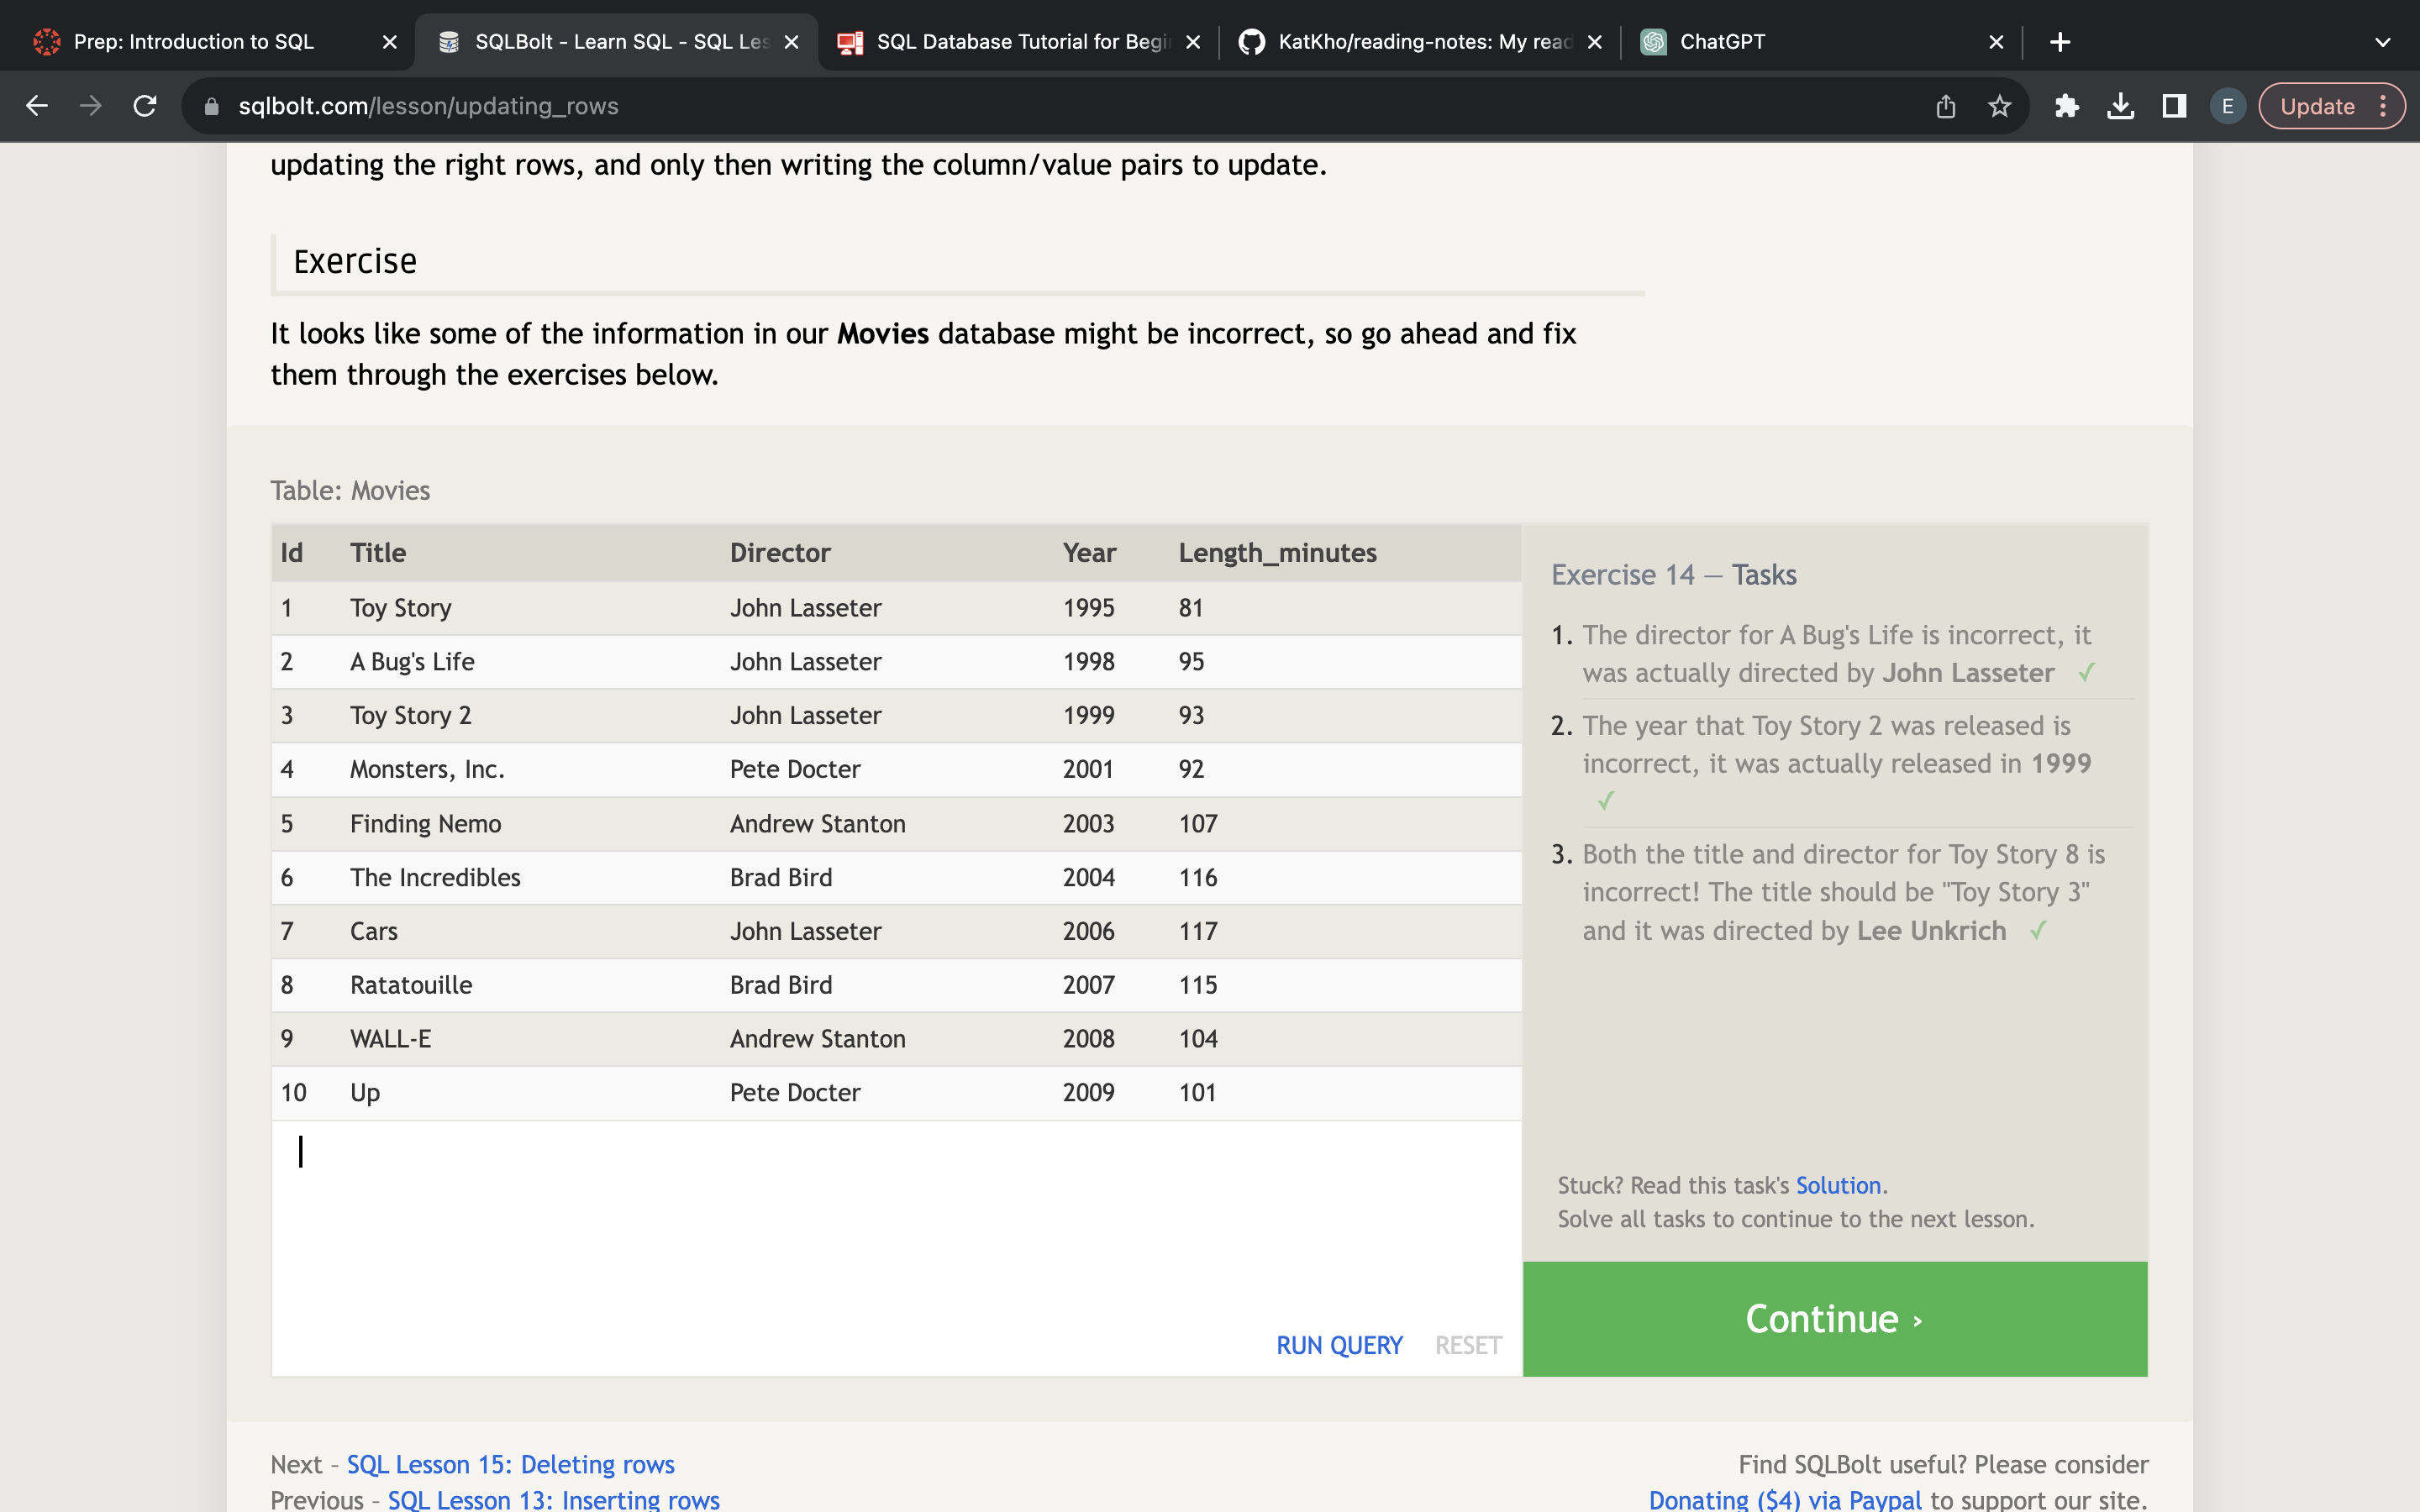 Prep: Introduction to SQL
SQLBolt - Learn SQL - SQL Les
SQL Database Tutorial for Begi
KatKho/reading-notes: My read
ChatGPT
sqlbolt.com/lesson/updating_rows
E
Update
updating the right rows, and only then writing the column/value pairs to update.
Exercise
It looks like some of the information in our Movies database might be incorrect, so go ahead and fix
them through the exercises below.
Table: Movies
Id Title Director Year Length_minutes
1 Toy Story John Lasseter 1995 81
2 A Bug's Life John Lasseter 1998 95
3 Toy Story 2 John Lasseter 1999 93
4 Monsters, Inc. Pete Docter 2001 92
5 Finding Nemo Andrew Stanton 2003 107
6 The Incredibles Brad Bird 2004 116
7 Cars John Lasseter 2006 117
8 Ratatouille Brad Bird 2007 115
9 WALL-E Andrew Stanton 2008 104
10 Up Pete Docter 2009 101
RUN QUERY RESET
Exercise 14 — Tasks
1. The director for A Bug's Life is incorrect, it
was actually directed by John Lasseter ✓
2. The year that Toy Story 2 was released is
incorrect, it was actually released in 1999
✓
3. Both the title and director for Toy Story 8 is
incorrect! The title should be "Toy Story 3"
and it was directed by Lee Unkrich ✓
Stuck? Read this task's Solution.
Solve all tasks to continue to the next lesson.
Continue ›
Next – SQL Lesson 15: Deleting rows
Previous – SQL Lesson 13: Inserting rows
Find SQLBolt useful? Please consider
Donating ($4) via Paypal to support our site.